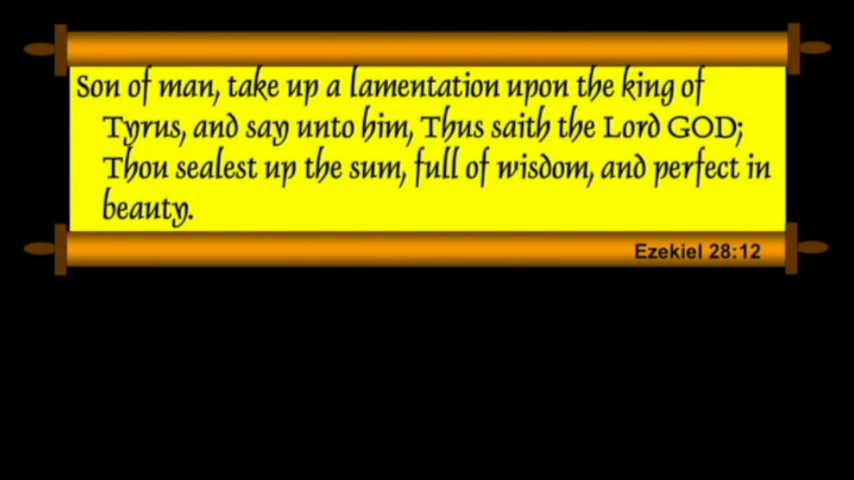 Son of man, take up a lamentation upon the king of
Tyrus, and say unto him, Thus saith the Lord GOD;
Thou sealest up the sum, full of wisdom, and perfect in
beauty.
Ezekiel 28:12